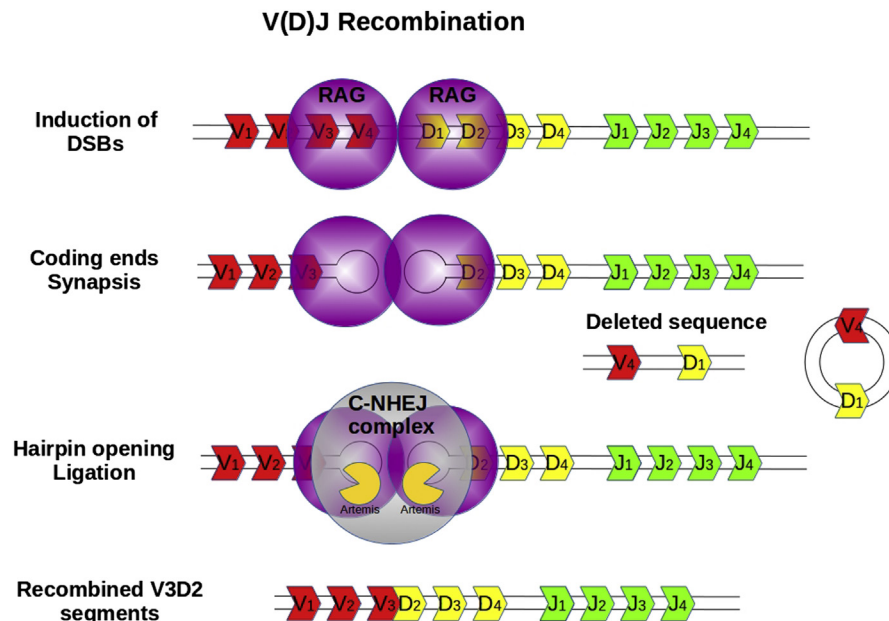 V(D)J Recombination
RAG RAG
Induction of
DSBs
V1 V2 V3 V4 D1 D2 D3 D4 J1 J2 J3 J4
Coding ends
Synapsis
V1 V2 V3 D2 D3 D4 J1 J2 J3 J4
Deleted sequence
V4 D1
V4
D1
C-NHEJ
complex
Hairpin opening
Ligation
V1 V2 V3 D2 D3 D4 J1 J2 J3 J4
Artemis Artemis
Recombined V3D2
segments
V1 V2 V3 D2 D3 D4 J1 J2 J3 J4